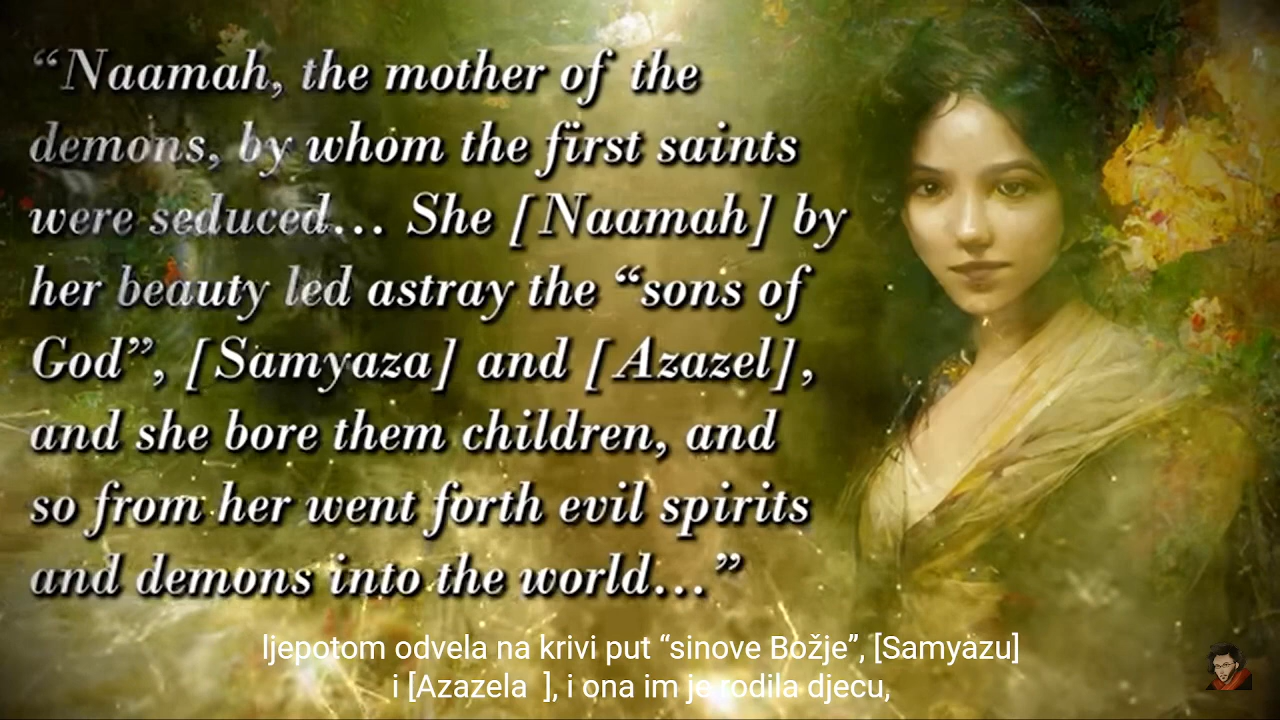 “Naamah, the mother of the
demons, by whom the first saints
were seduced... She [Naamah] by
her beauty led astray the “sons of
God”, [Samyaza] and [Azazel],
and she bore them children, and
so from her went forth evil spirits
and demons into the world...”
ljepotom odvela na krivi put “sinove Božje”, [Samyazu]
i [Azazela ], i ona im je rodila djecu,